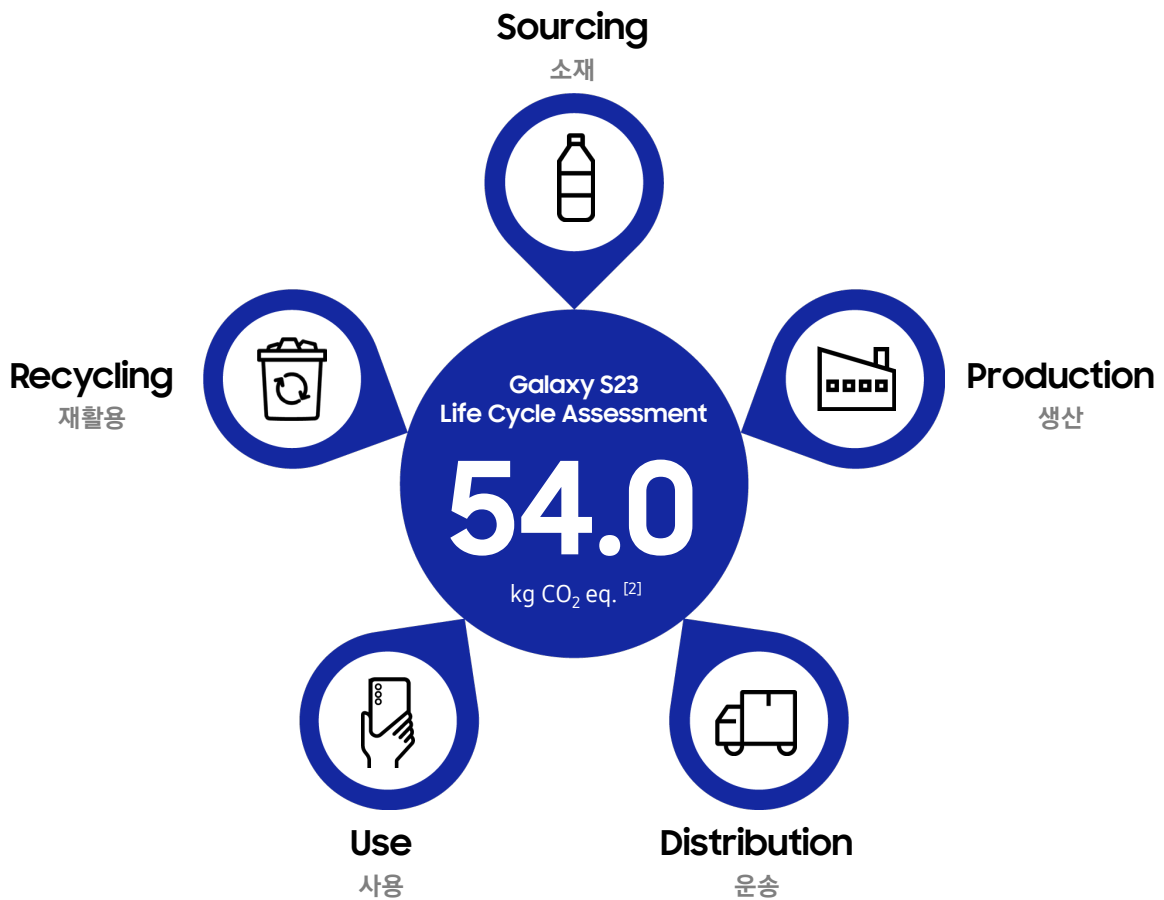 Sourcing
소재
Recycling
재활용
Production
생산
Galaxy S23
Life Cycle Assessment
54.0
kg CO₂ eq. [2]
Use
사용
Distribution
운송